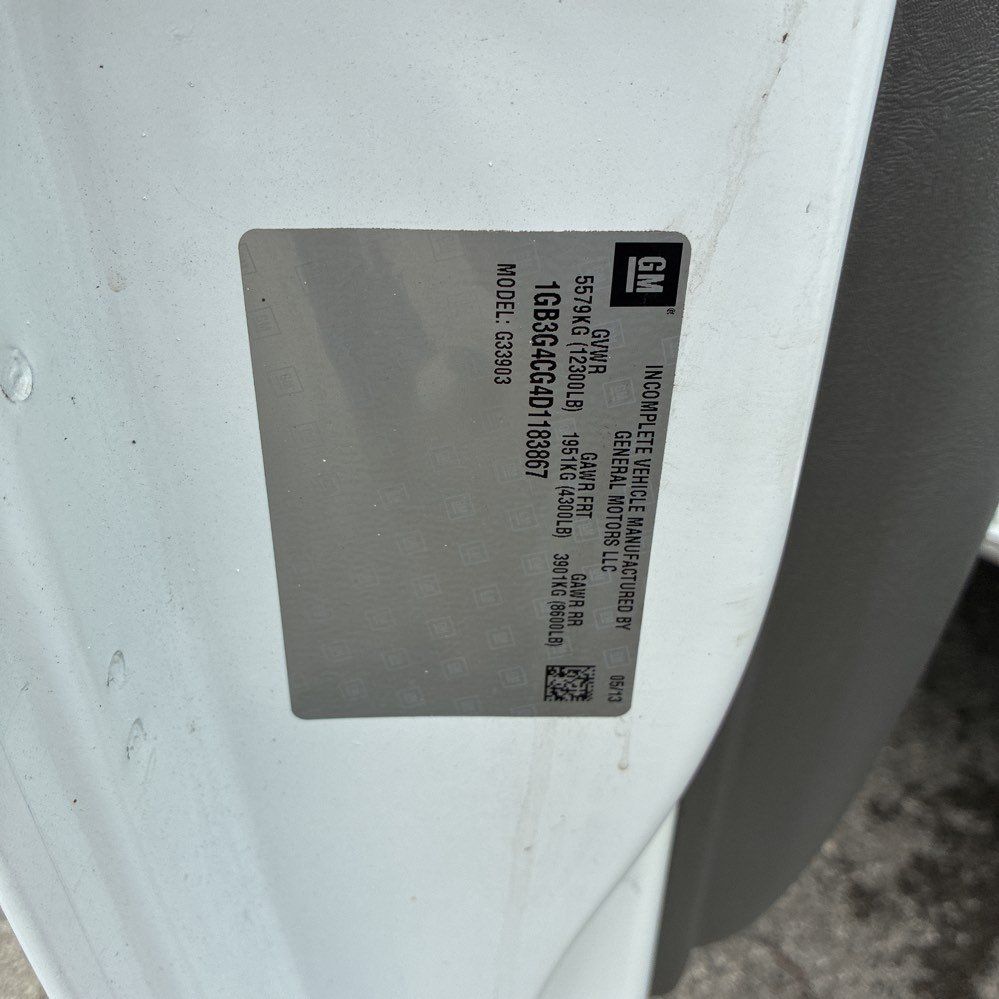 GM ®
INCOMPLETE VEHICLE MANUFACTURED BY
GENERAL MOTORS LLC
05/13
GVWR GAWR FRT GAWR RR
5579KG (12300LB) 1951KG (4300LB) 3901KG (8600LB)
1GB3G4CG4D1183867
MODEL: G33903